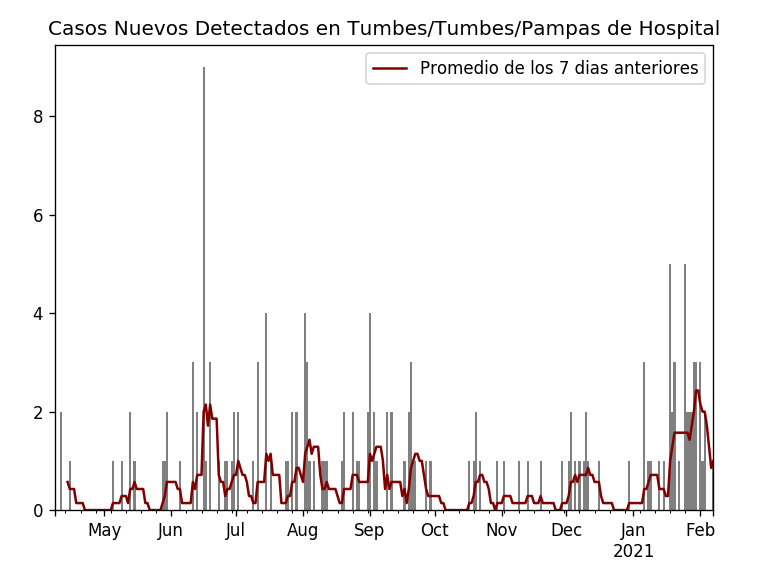 Casos Nuevos Detectados en Tumbes/Tumbes/Pampas de Hospital
Promedio de los 7 dias anteriores
8
6
4
2
0
May Jun Jul Aug Sep Oct Nov Dec Jan Feb
2021